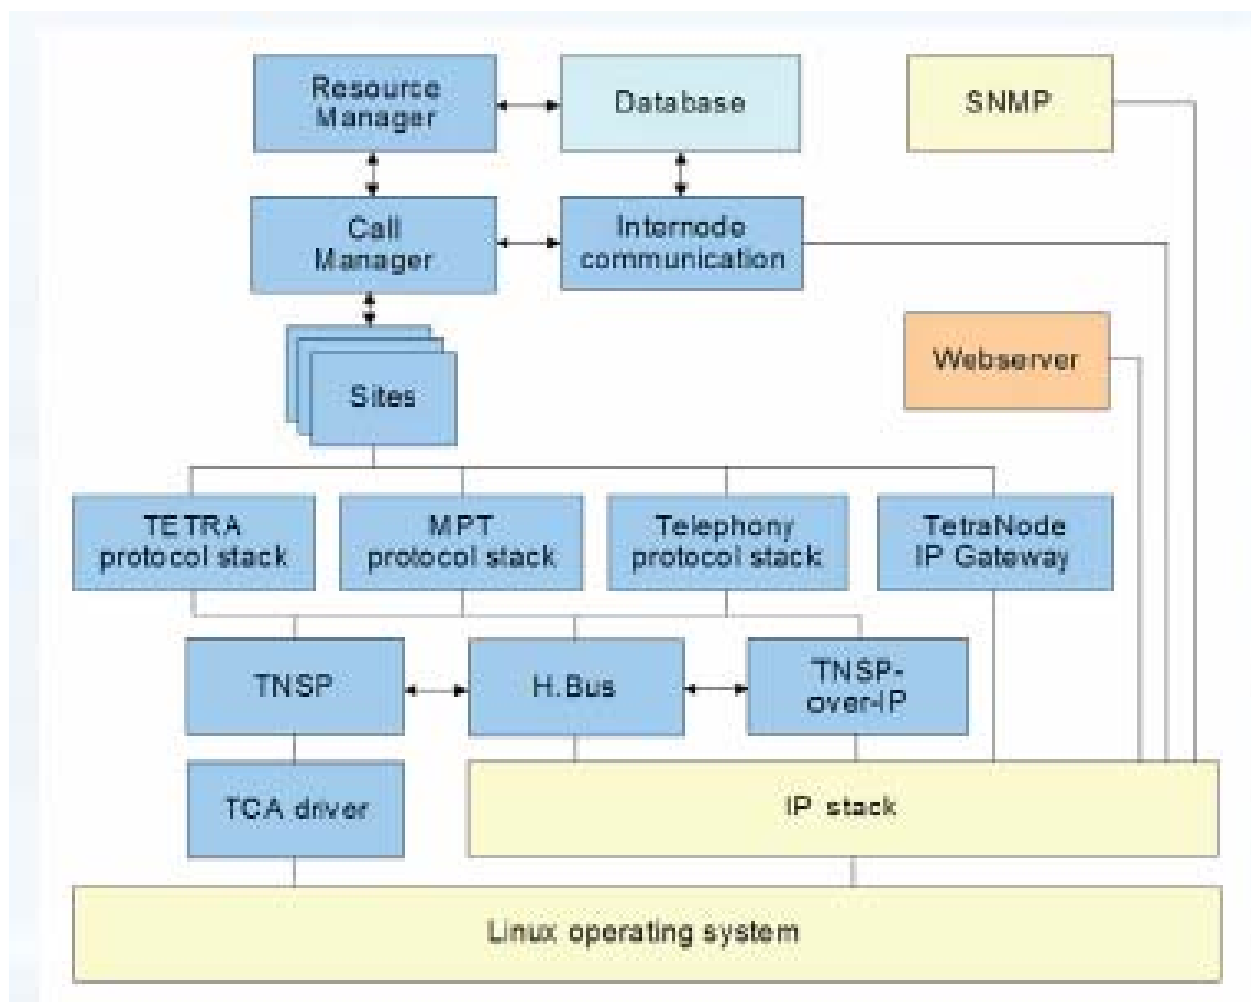 Resource
Manager
Database
SNMP
Call
Manager
Internode
communication
Webserver
Sites
TETRA
protocol stack
MPT
protocol stack
Telephony
protocol stack
TetraNode
IP Gateway
TNSP
H.Bus
TNSP-
over-IP
TCA driver
IP stack
Linux operating system